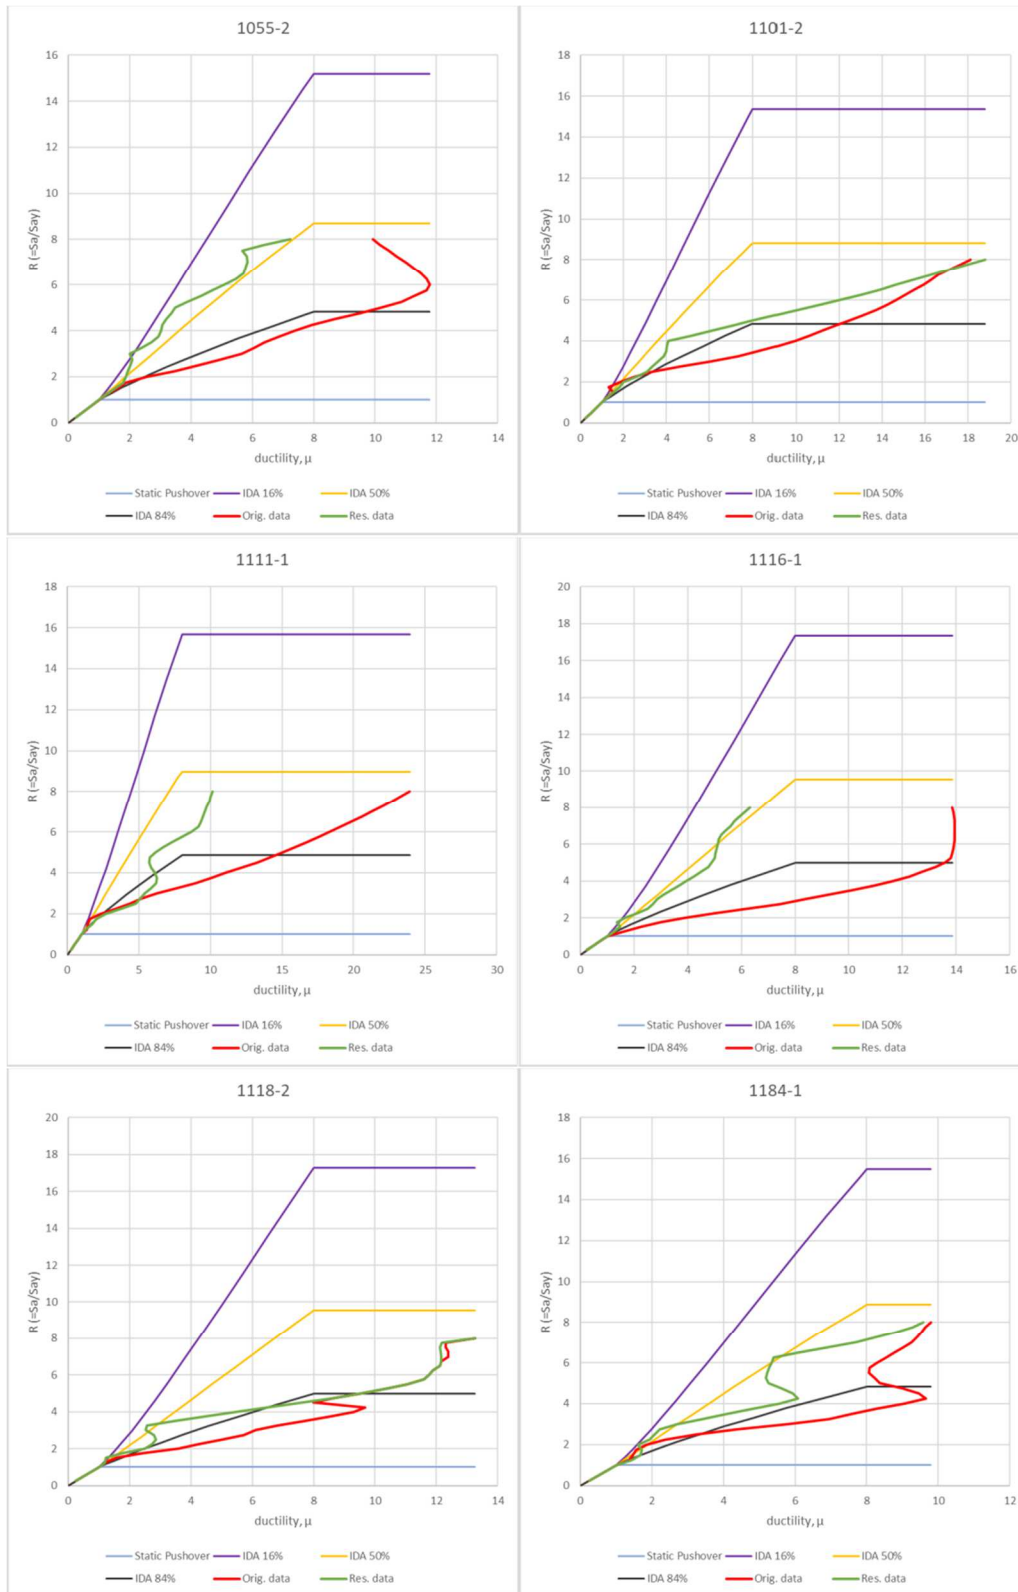 1055-2
R (=Sa/Say)
16
14
12
10
8
6
4
2
0
0 2 4 6 8 10 12 14
ductility, μ
Static Pushover IDA 16% IDA 50%
IDA 84% Orig. data Res. data
1101-2
R (=Sa/Say)
18
16
14
12
10
8
6
4
2
0
0 2 4 6 8 10 12 14 16 18 20
ductility, μ
Static Pushover IDA 16% IDA 50%
IDA 84% Orig. data Res. data
1111-1
R (=Sa/Say)
18
16
14
12
10
8
6
4
2
0
0 5 10 15 20 25 30
ductility, μ
Static Pushover IDA 16% IDA 50%
IDA 84% Orig. data Res. data
1116-1
R (=Sa/Say)
20
18
16
14
12
10
8
6
4
2
0
0 2 4 6 8 10 12 14 16
ductility, μ
Static Pushover IDA 16% IDA 50%
IDA 84% Orig. data Res. data
1118-2
R (=Sa/Say)
20
18
16
14
12
10
8
6
4
2
0
0 2 4 6 8 10 12 14
ductility, μ
Static Pushover IDA 16% IDA 50%
IDA 84% Orig. data Res. data
1184-1
R (=Sa/Say)
18
16
14
12
10
8
6
4
2
0
0 2 4 6 8 10 12
ductility, μ
Static Pushover IDA 16% IDA 50%
IDA 84% Orig. data Res. data